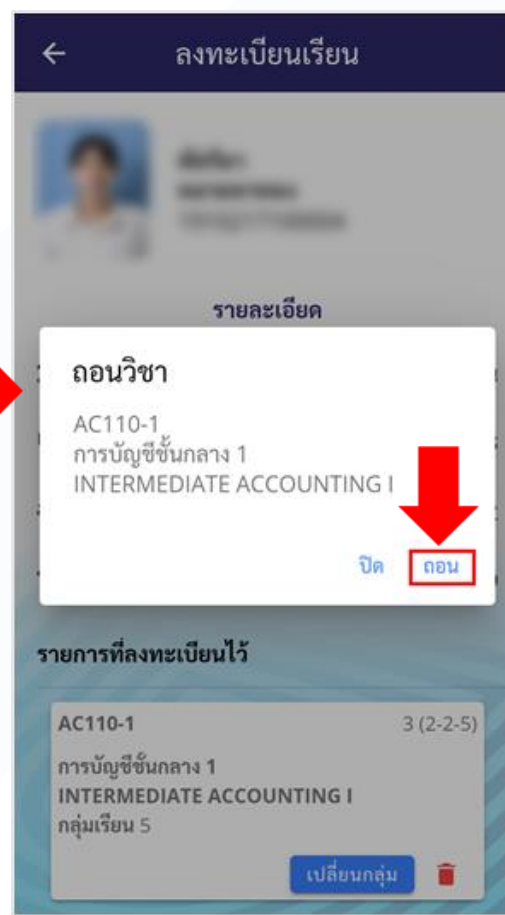 ลงทะเบียนเรียน
รายละเอียด
ถอนวิชา
AC110-1
การบัญชีชั้นกลาง 1
INTERMEDIATE ACCOUNTING I
ปิด ถอน
รายการที่ลงทะเบียนไว้
AC110-1 3 (2-2-5)
การบัญชีชั้นกลาง 1
INTERMEDIATE ACCOUNTING I
กลุ่มเรียน 5
เปลี่ยนกลุ่ม